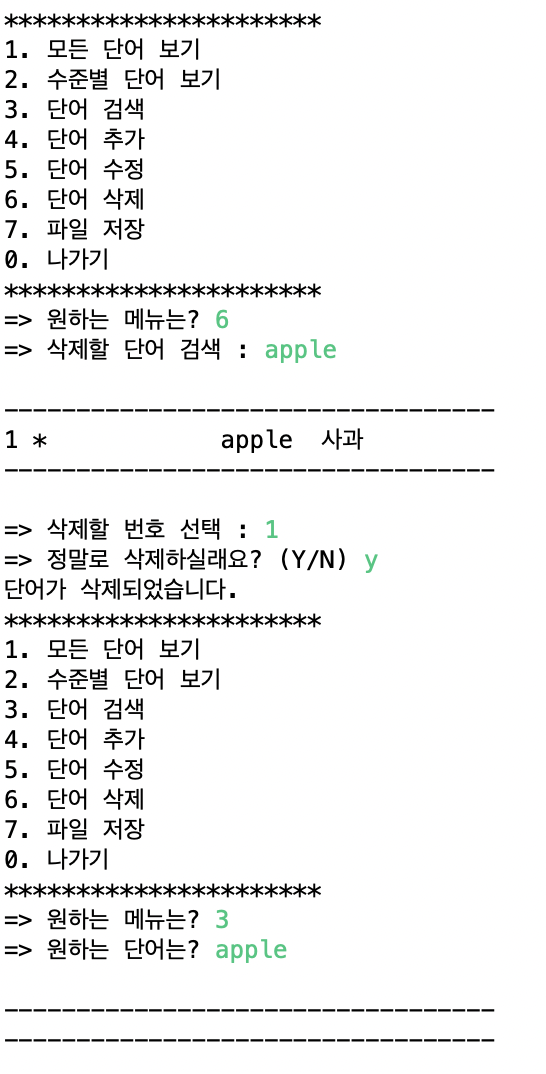 **********************
1. 모든 단어 보기
2. 수준별 단어 보기
3. 단어 검색
4. 단어 추가
5. 단어 수정
6. 단어 삭제
7. 파일 저장
0. 나가기
**********************
=> 원하는 메뉴는? 6
=> 삭제할 단어 검색 : apple
----------------------------------
1 *            apple  사과
----------------------------------
=> 삭제할 번호 선택 : 1
=> 정말로 삭제하실래요? (Y/N) y
단어가 삭제되었습니다.
**********************
1. 모든 단어 보기
2. 수준별 단어 보기
3. 단어 검색
4. 단어 추가
5. 단어 수정
6. 단어 삭제
7. 파일 저장
0. 나가기
**********************
=> 원하는 메뉴는? 3
=> 원하는 단어는? apple
----------------------------------
----------------------------------